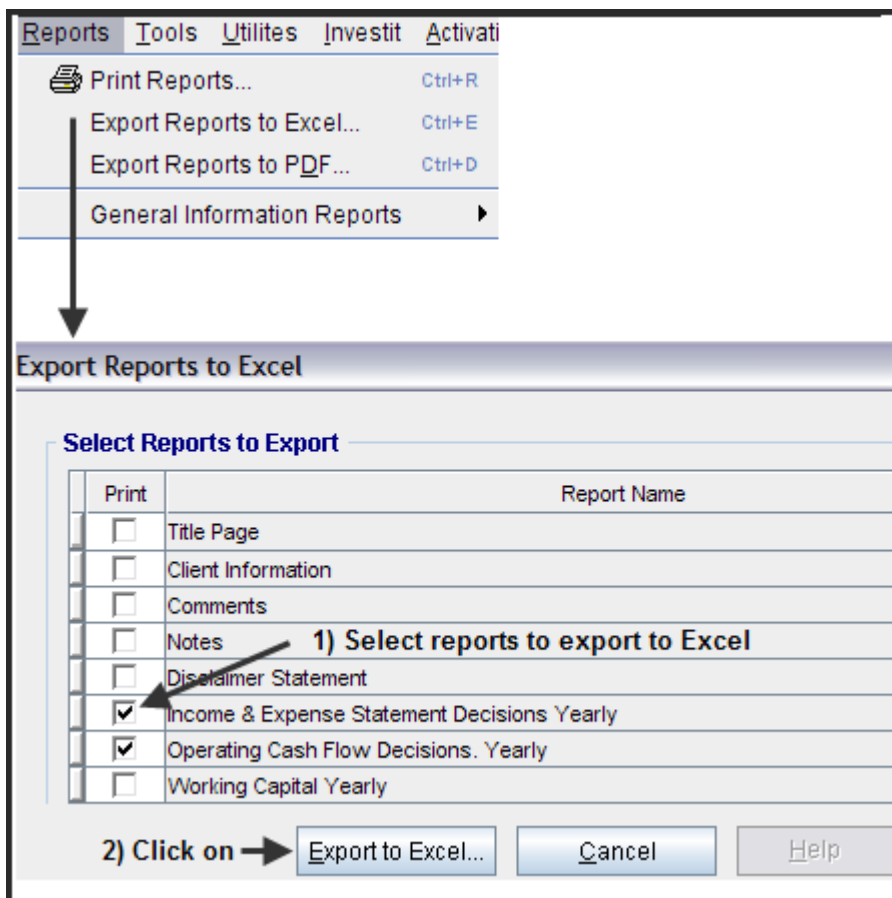 Reports Tools Utilites Investit Activati
Print Reports... Ctrl+R
Export Reports to Excel... Ctrl+E
Export Reports to PDF... Ctrl+D
General Information Reports
Export Reports to Excel
Select Reports to Export
Print Report Name
Title Page
Client Information
Comments
Notes
1) Select reports to export to Excel
Disclaimer Statement
Income & Expense Statement Decisions Yearly
Operating Cash Flow Decisions. Yearly
Working Capital Yearly
2) Click on Export to Excel... Cancel Help